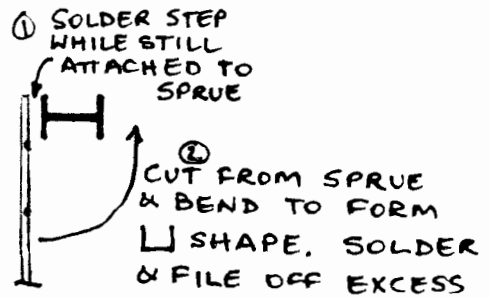 ① SOLDER STEP
WHILE STILL
ATTACHED TO
SPRUE
②
CUT FROM SPRUE
& BEND TO FORM
⊔ SHAPE. SOLDER
& FILE OFF EXCESS